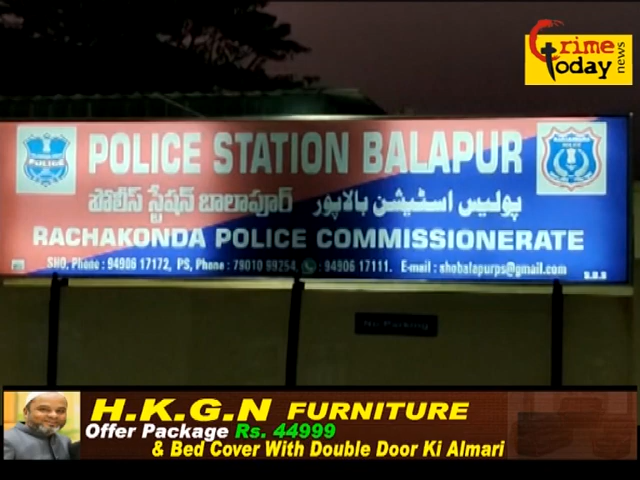 Crime
Today
news
POLICE STATION BALAPUR
పోలీస్ స్టేషన్ బాలాపూర్ پولیس اسٹیشن بالاپور
RACHAKONDA POLICE COMMISSIONERATE
SHO, Phone : 94906 17172, PS, Phone : 79010 99254, : 94906 17111. E-mail : shobalapurps@gmail.com
No Parking
H.K.G.N FURNITURE
Offer Package Rs. 44999
& Bed Cover With Double Door Ki Almari